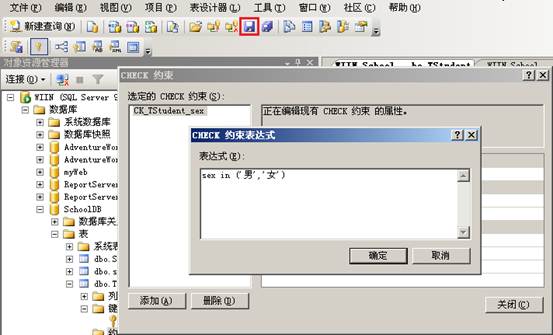 文件(F) 编辑(E) 视图(V) 项目(P) 表设计器(L) 工具(T) 窗口(W) 社区(C) 帮助(H)
新建查询(N)
对象资源管理器
连接(O)
WIIN (SQL Server 9
数据库
系统数据库
数据库快照
AdventureWor
AdventureWor
myWeb
ReportServer
ReportServer
SchoolDB
数据库关
表
系统表
dbo.S
dbo.s
dbo.T
列
键
CHECK 约束
选定的 CHECK 约束(S):
CK_TStudent_sex
正在编辑现有 CHECK 约束 的属性。
添加(A)
删除(D)
关闭(C)
CHECK 约束表达式
表达式(E):
sex in ('男','女')
确定
取消